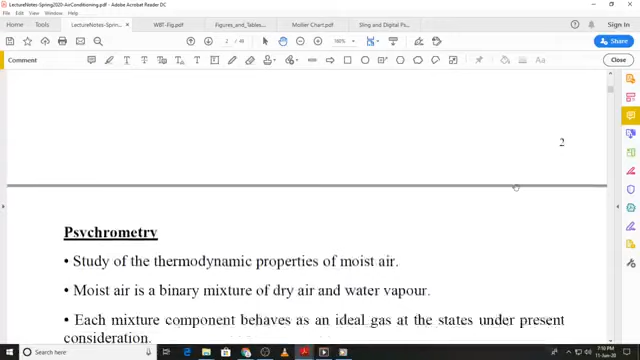 LectureNotes-Spring2020-AirConditioning.pdf - Adobe Acrobat Reader DC
File Edit View Window Help
Home Tools LectureNotes-Spring... × WBT-Fig.pdf Figures_and_Tables... Mollier Chart.pdf Sling and Digital Ps... Sign In
2 / 48 160% Share
Comment Close
2
Psychrometry
• Study of the thermodynamic properties of moist air.
• Moist air is a binary mixture of dry air and water vapour.
• Each mixture component behaves as an ideal gas at the states under present
consideration.
Search here
7:50 PM
11-Jun-20